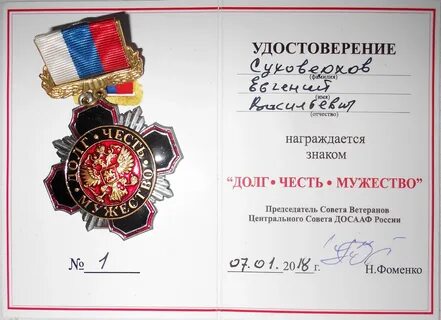 ДОЛГ • ЧЕСТЬ
• МУЖЕСТВО •
№ 1
УДОСТОВЕРЕНИЕ
Суховерхов
(фамилия)
Евгений
(имя)
Васильевич
(отчество)
награждается
знаком
"ДОЛГ • ЧЕСТЬ • МУЖЕСТВО"
Председатель Совета Ветеранов
Центрального Совета ДОСААФ России
07.01.2018 г.
Н.Фоменко